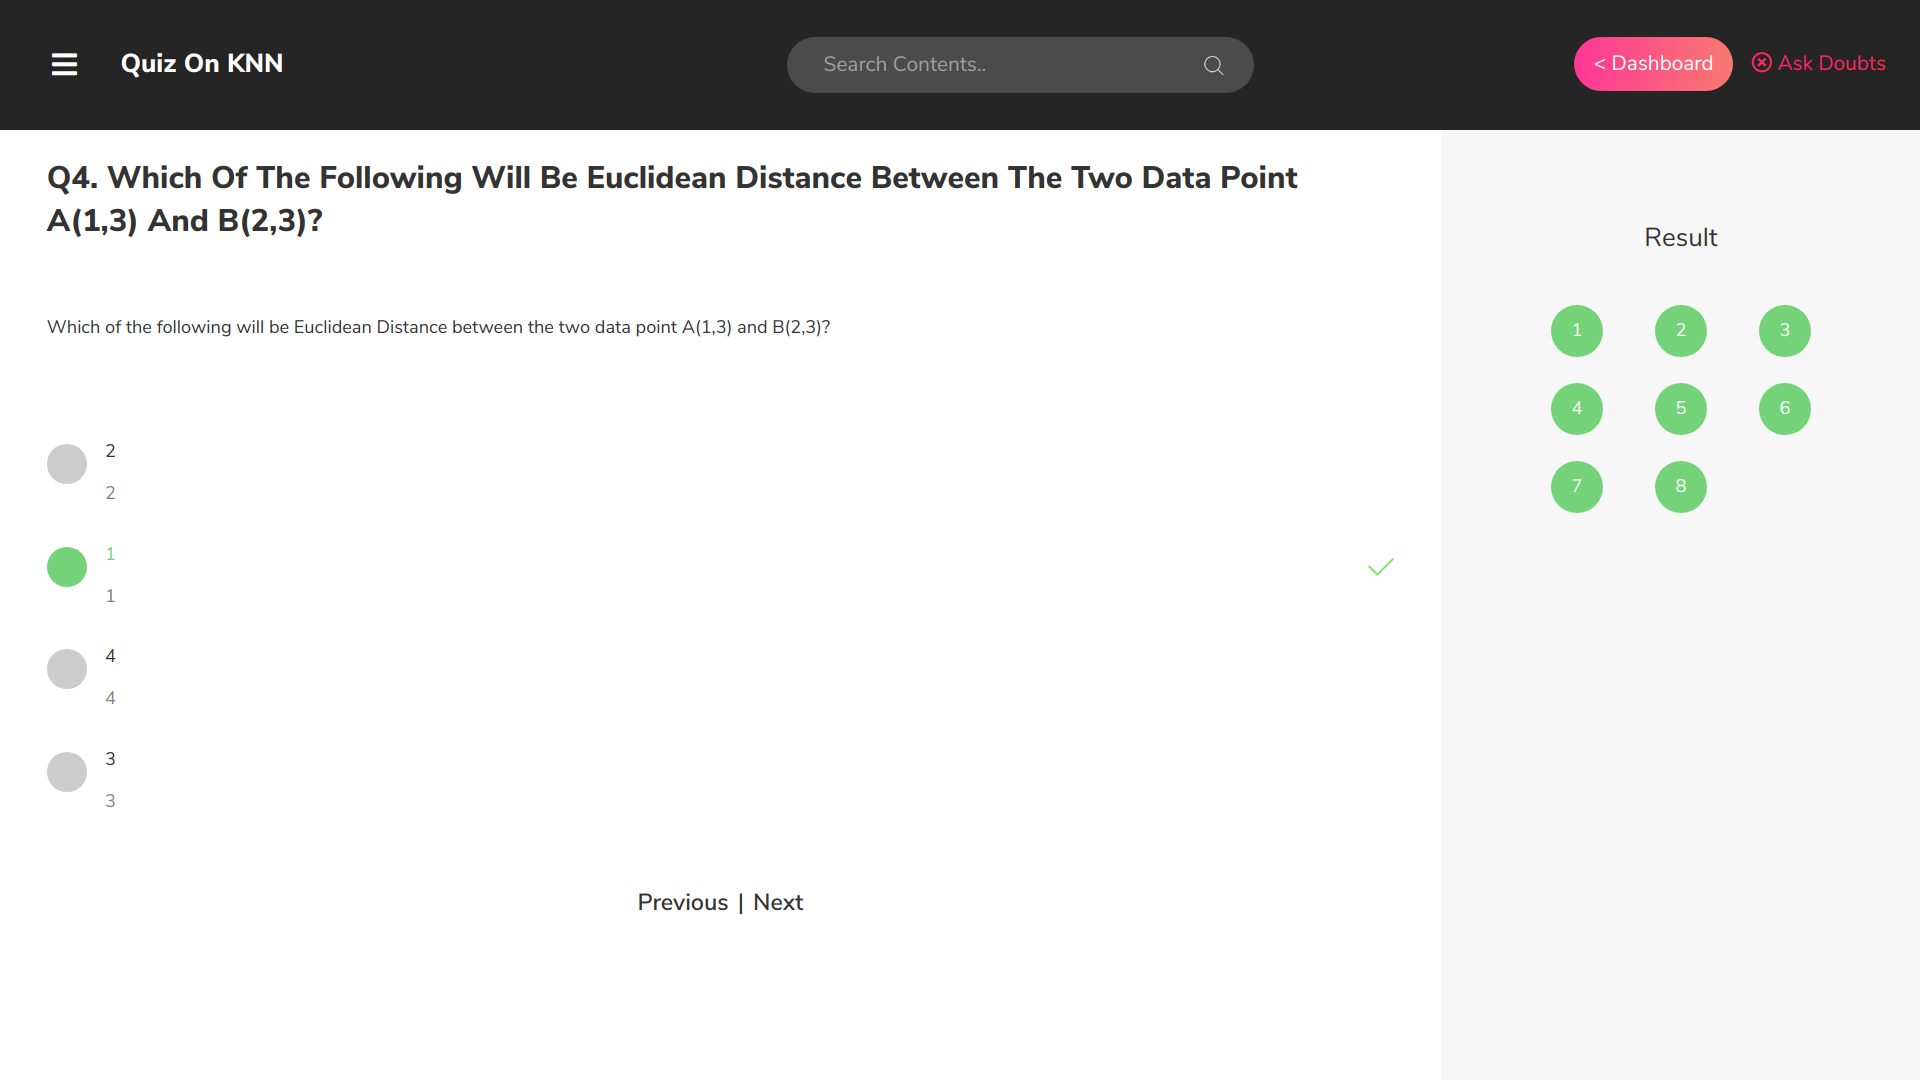 Quiz On KNN
Search Contents..
< Dashboard
Ask Doubts
Q4. Which Of The Following Will Be Euclidean Distance Between The Two Data Point
A(1,3) And B(2,3)?
Which of the following will be Euclidean Distance between the two data point A(1,3) and B(2,3)?
2
2
1
1
4
4
3
3
Previous | Next
Result
1 2 3
4 5 6
7 8